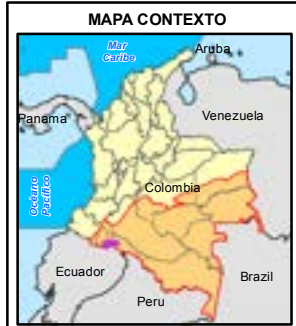 MAPA CONTEXTO
Mar
Caribe
Aruba
Panama
Venezuela
Océano
Pacífico
Colombia
Ecuador
Brazil
Peru